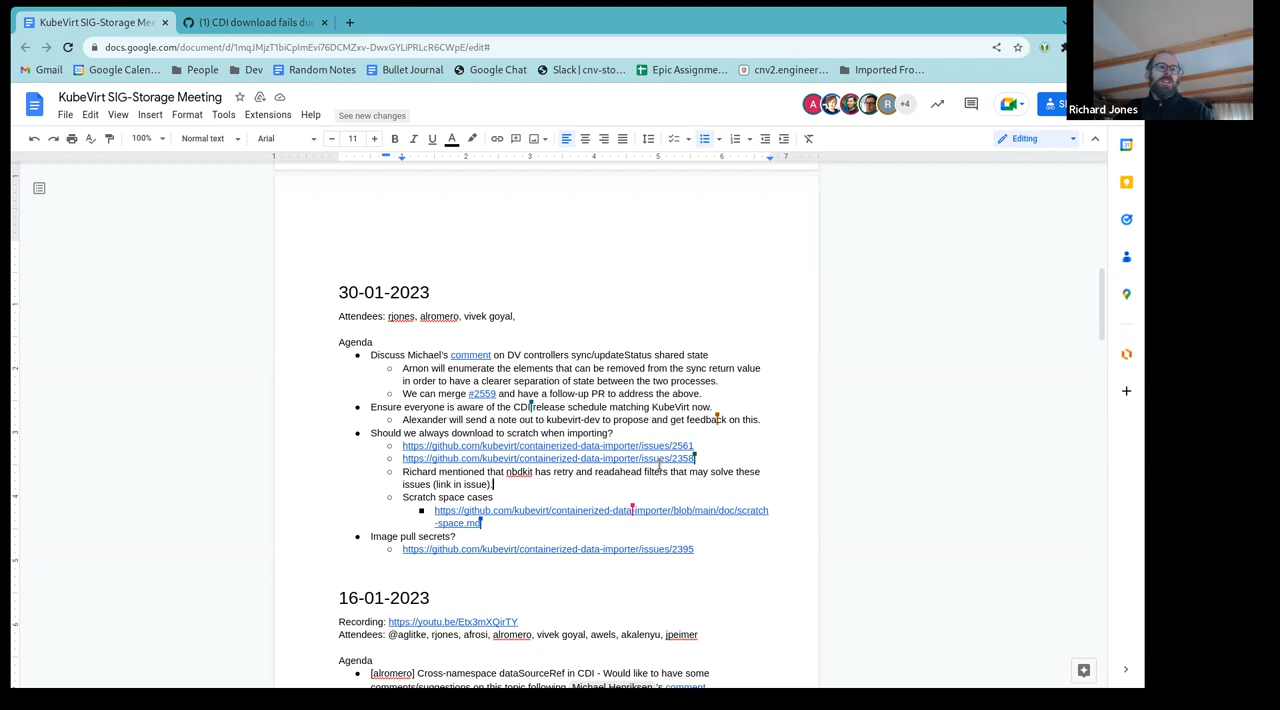 KubeVirt SIG-Storage Mee
(1) CDI download fails due
docs.google.com/document/d/1mqJMjzT1biCpImEvi76DCMZxv-DwxGYLiPRLcR6CWpE/edit#
Gmail
Google Calen...
People
Dev
Random Notes
Bullet Journal
Google Chat
Slack | cnv-sto...
Epic Assignme...
cnv2.engineer...
Imported Fro...
Richard Jones
KubeVirt SIG-Storage Meeting
File Edit View Insert Format Tools Extensions Help
See new changes
+4
100%
Normal text
Arial
11
Editing
30-01-2023
Attendees: rjones, alromero, vivek goyal,
Agenda
Discuss Michael's comment on DV controllers sync/updateStatus shared state
Arnon will enumerate the elements that can be removed from the sync return value
in order to have a clearer separation of state between the two processes.
We can merge #2559 and have a follow-up PR to address the above.
Ensure everyone is aware of the CDI release schedule matching KubeVirt now.
Alexander will send a note out to kubevirt-dev to propose and get feedback on this.
Should we always download to scratch when importing?
https://github.com/kubevirt/containerized-data-importer/issues/2561
https://github.com/kubevirt/containerized-data-importer/issues/2358
Richard mentioned that nbdkit has retry and readahead filters that may solve these
issues (link in issue).
Scratch space cases
https://github.com/kubevirt/containerized-data-importer/blob/main/doc/scratch
-space.md
Image pull secrets?
https://github.com/kubevirt/containerized-data-importer/issues/2395
16-01-2023
Recording: https://youtu.be/Etx3mXQirTY
Attendees: @aglitke, rjones, afrosi, alromero, vivek goyal, awels, akalenyu, jpeimer
Agenda
[alromero] Cross-namespace dataSourceRef in CDI - Would like to have some
comments/suggestions on this topic following Michael Henriksen 's comment